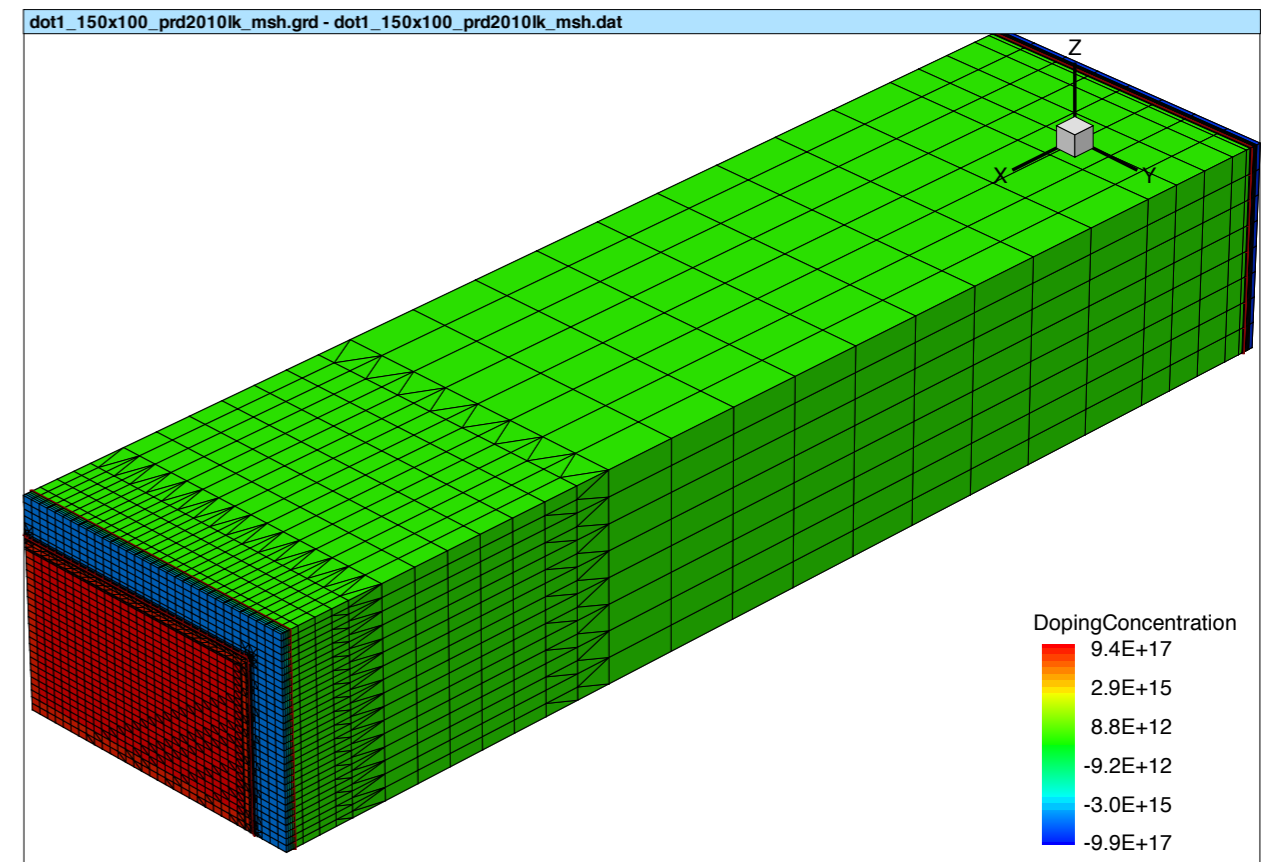 dot1_150x100_prd2010lk_msh.grd - dot1_150x100_prd2010lk_msh.dat
Z
X
Y
DopingConcentration
9.4E+17
2.9E+15
8.8E+12
-9.2E+12
-3.0E+15
-9.9E+17